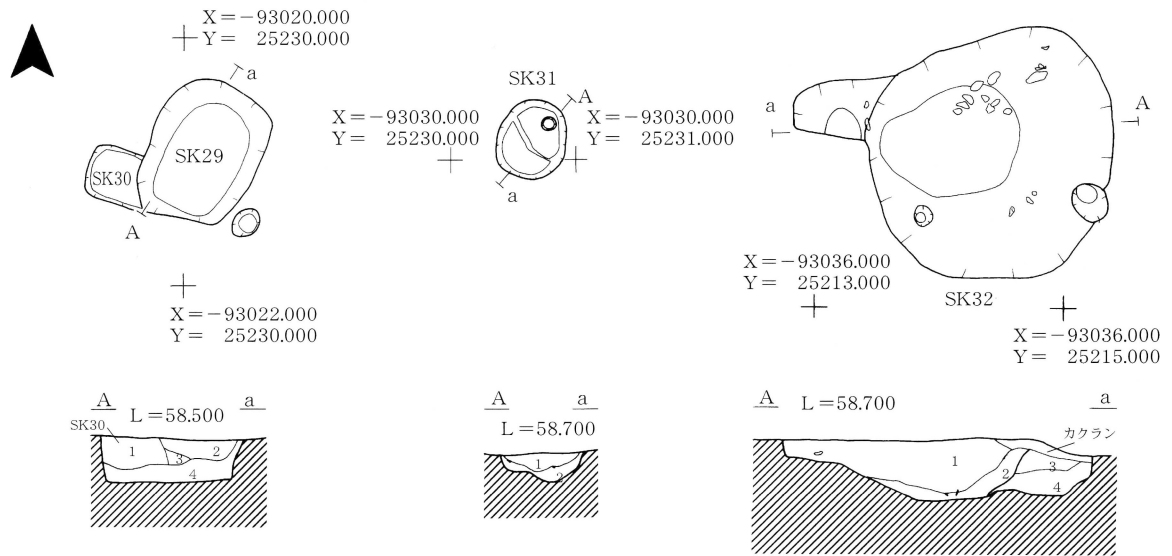 X=-93020.000
Y= 25230.000
a
SK29
SK30
A
X=-93022.000
Y= 25230.000
SK31
A
X=-93030.000
Y= 25230.000
X=-93030.000
Y= 25231.000
a
a
A
X=-93036.000
Y= 25213.000
SK32
X=-93036.000
Y= 25215.000
A L=58.500 a
SK30
1 3 2
4
A a
L=58.700
1
2
A L=58.700 a
カクラン
1 2 3
4